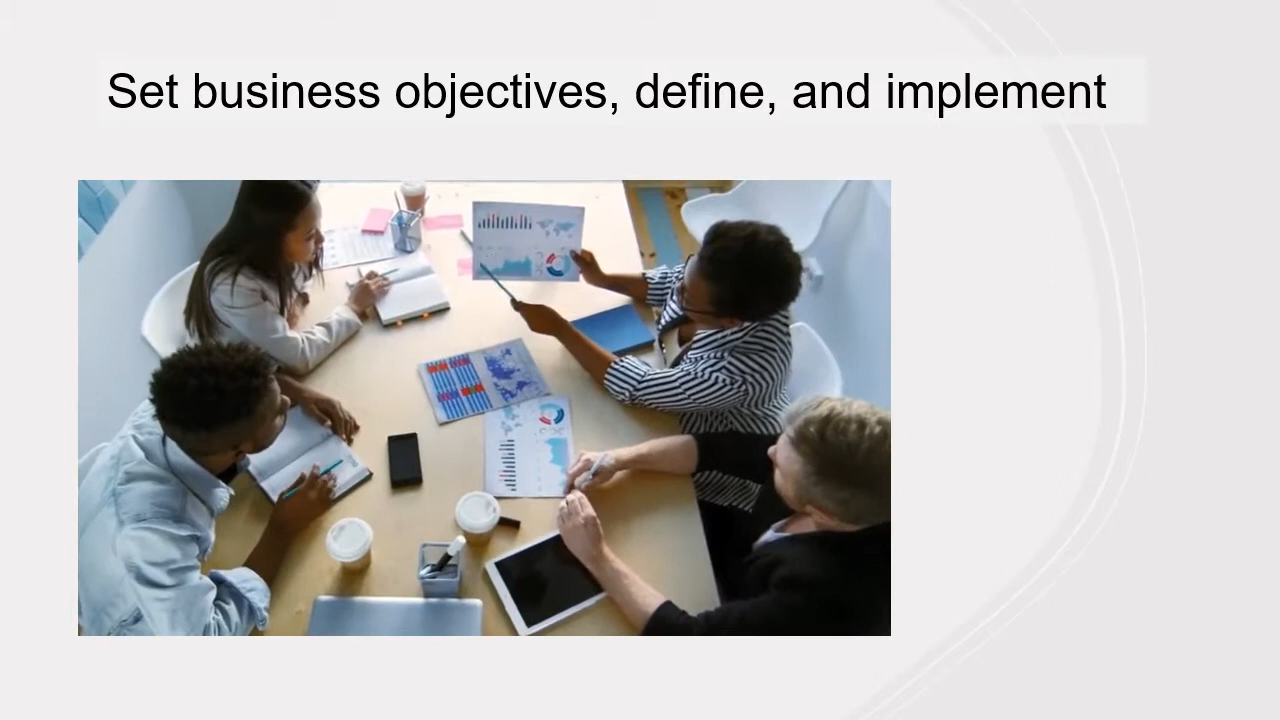 Set business objectives, define, and implement